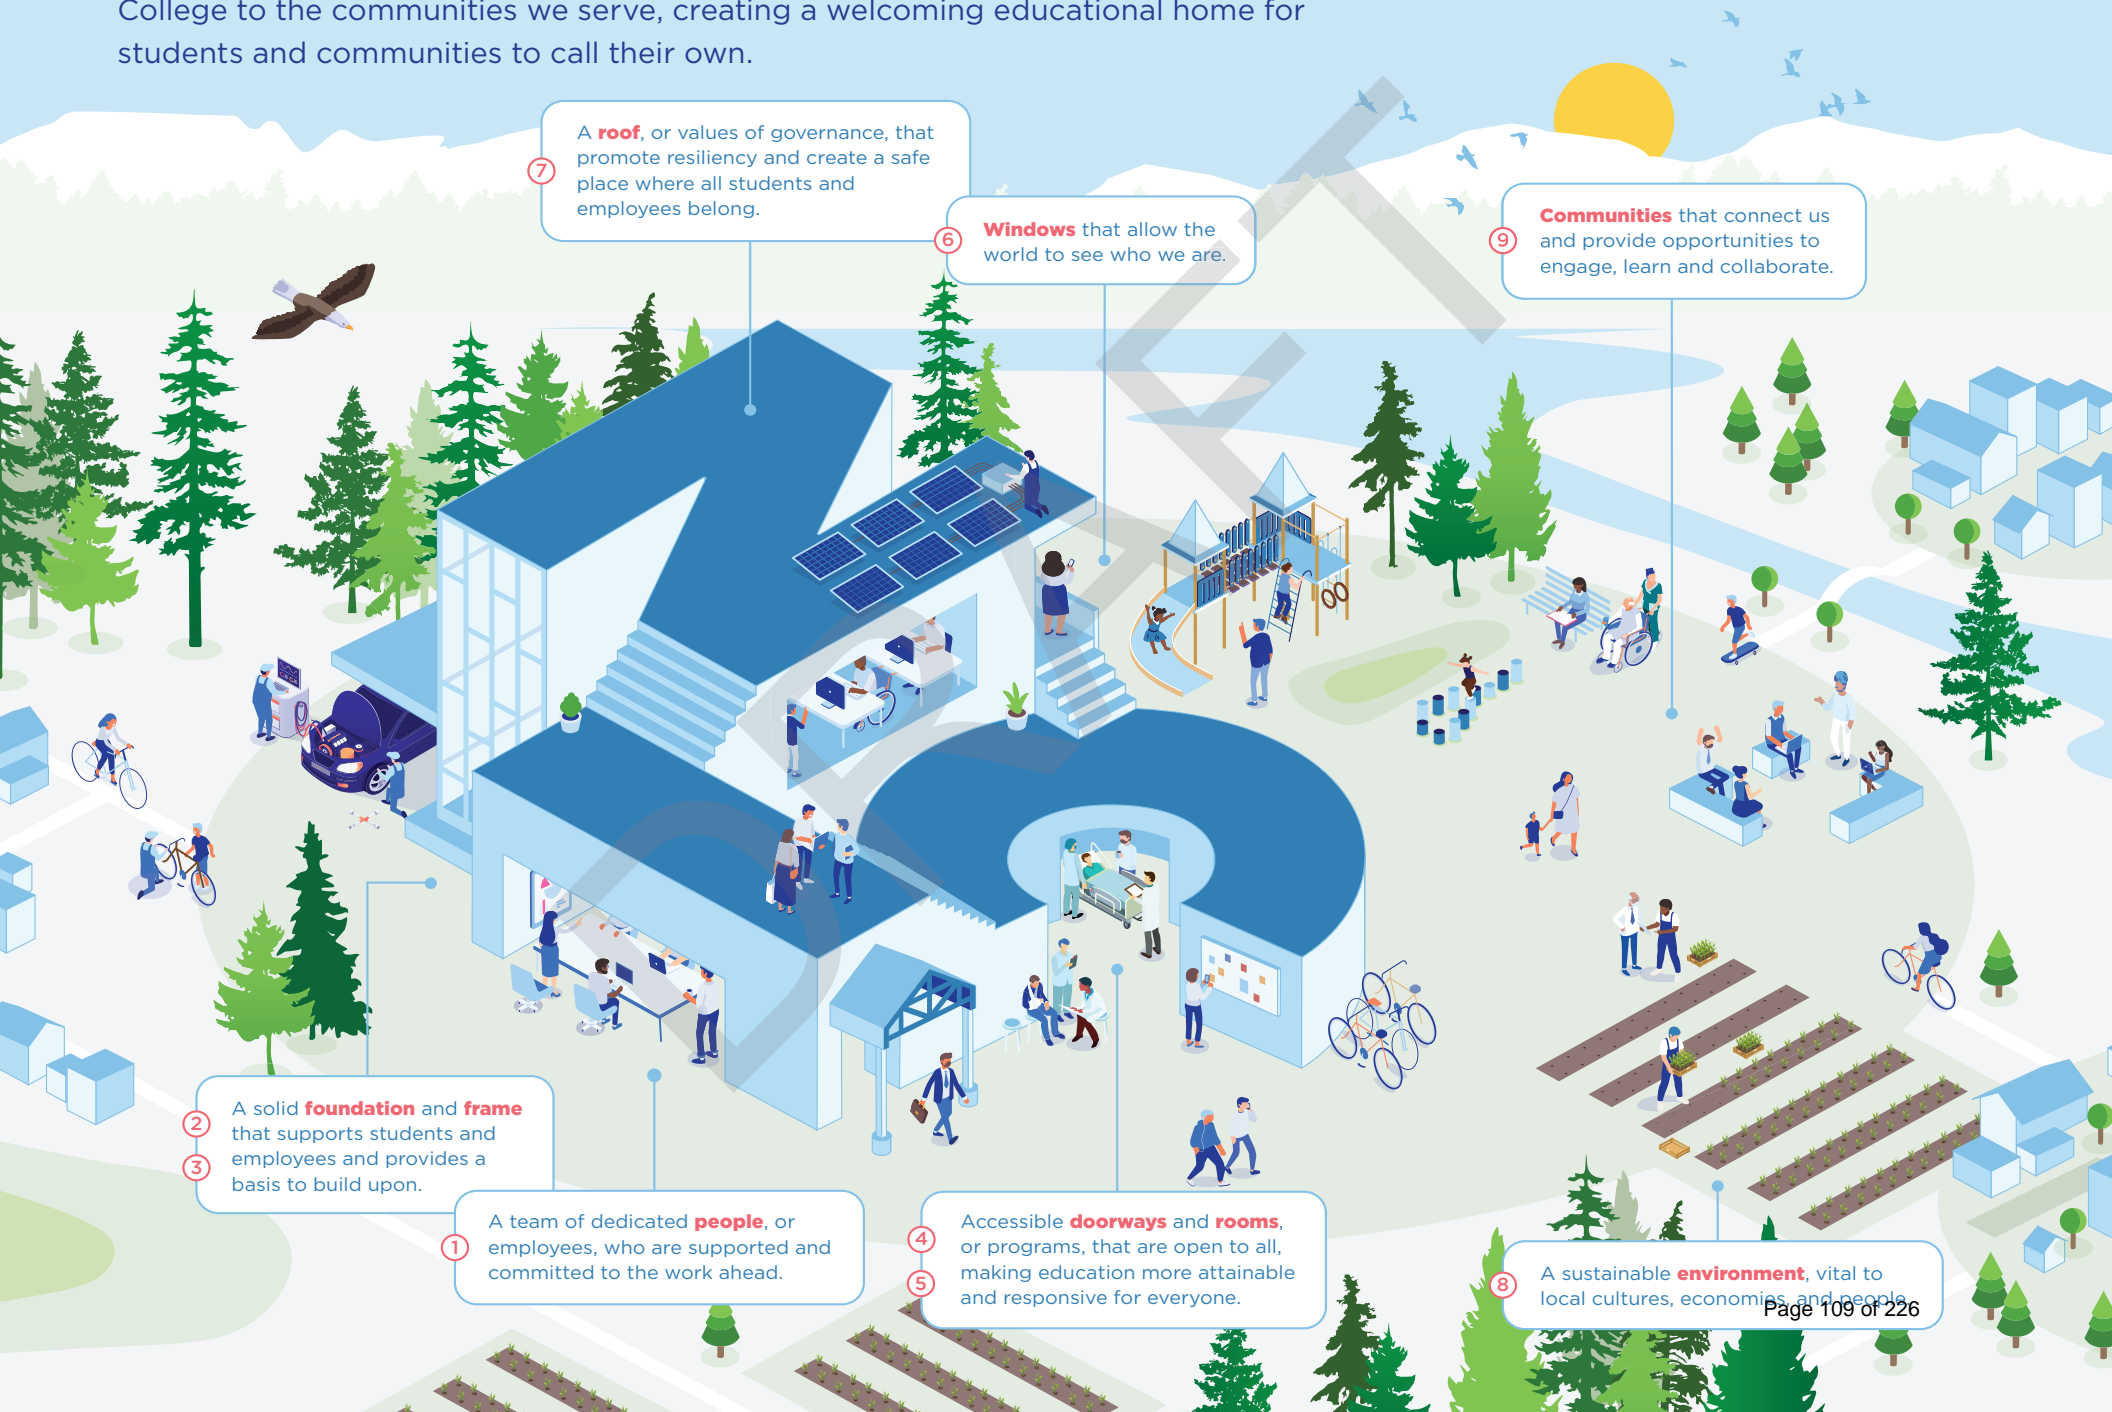 College to the communities we serve, creating a welcoming educational home for
students and communities to call their own.
7
A roof, or values of governance, that
promote resiliency and create a safe
place where all students and
employees belong.
6
Windows that allow the
world to see who we are.
9
Communities that connect us
and provide opportunities to
engage, learn and collaborate.
DRAFT
2
3
A solid foundation and frame
that supports students and
employees and provides a
basis to build upon.
1
A team of dedicated people, or
employees, who are supported and
committed to the work ahead.
4
5
Accessible doorways and rooms,
or programs, that are open to all,
making education more attainable
and responsive for everyone.
8
A sustainable environment, vital to
local cultures, economies, and people.
Page 109 of 226